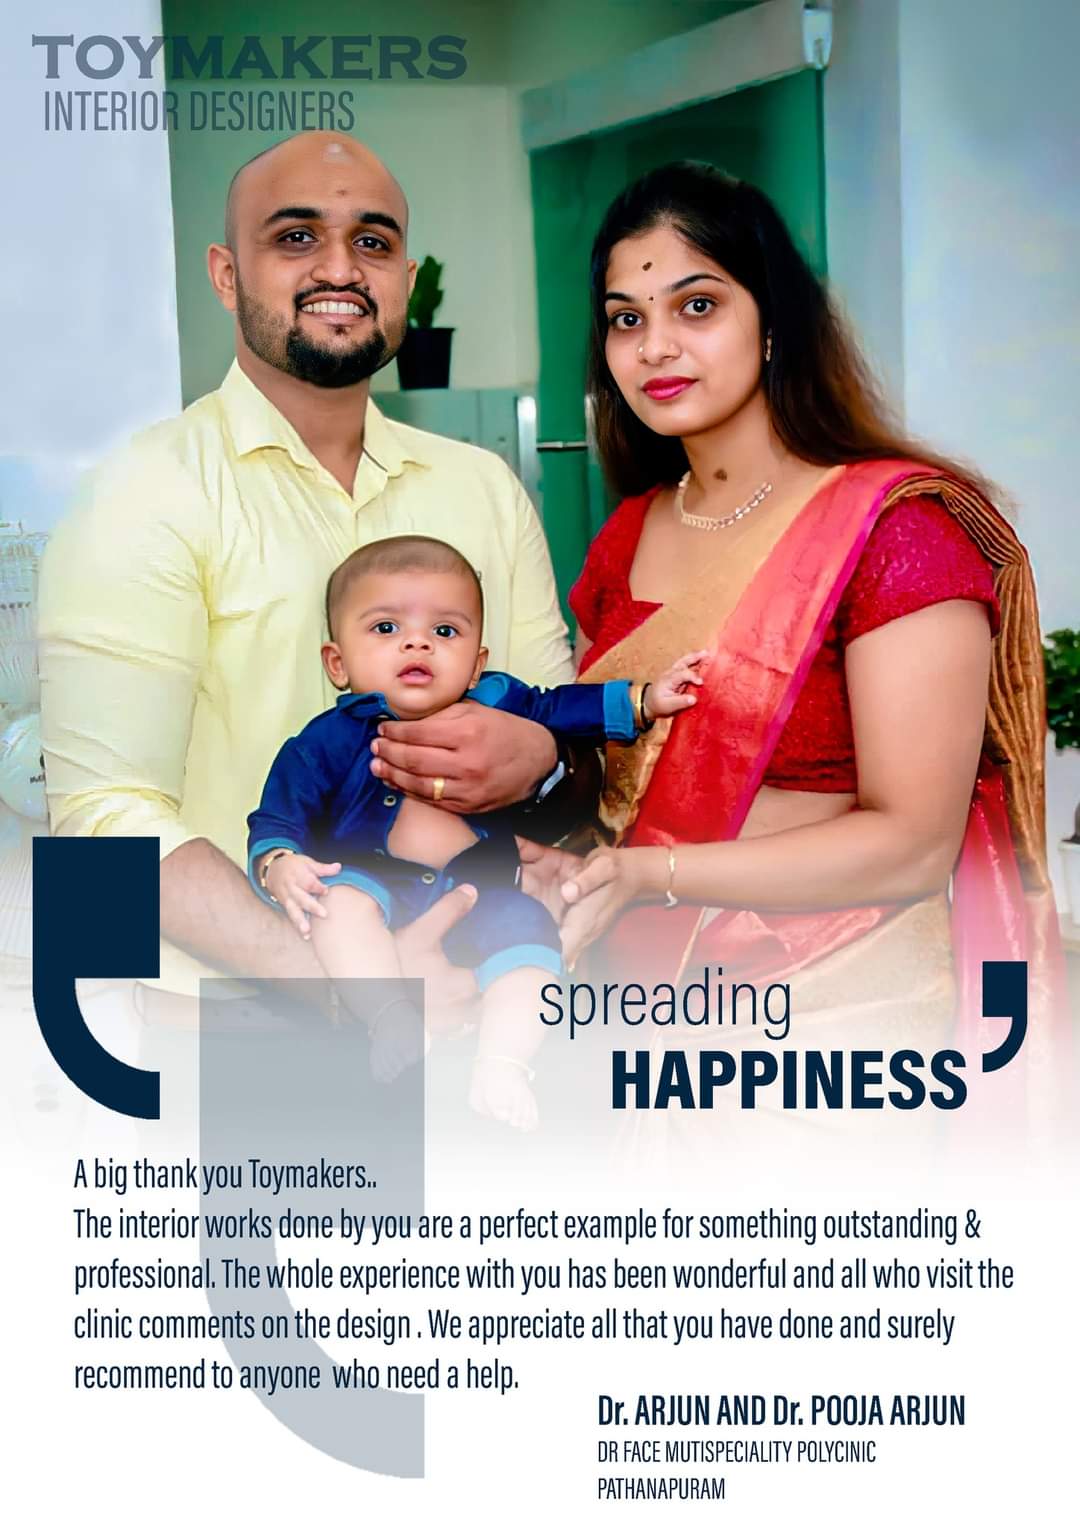 TOYMAKERS
INTERIOR DESIGNERS
spreading
HAPPINESS’
A big thank you Toymakers..
The interior works done by you are a perfect example for something outstanding &
professional. The whole experience with you has been wonderful and all who visit the
clinic comments on the design . We appreciate all that you have done and surely
recommend to anyone  who need a help.
Dr. ARJUN AND Dr. POOJA ARJUN
DR FACE MUTISPECIALITY POLYCINIC
PATHANAPURAM